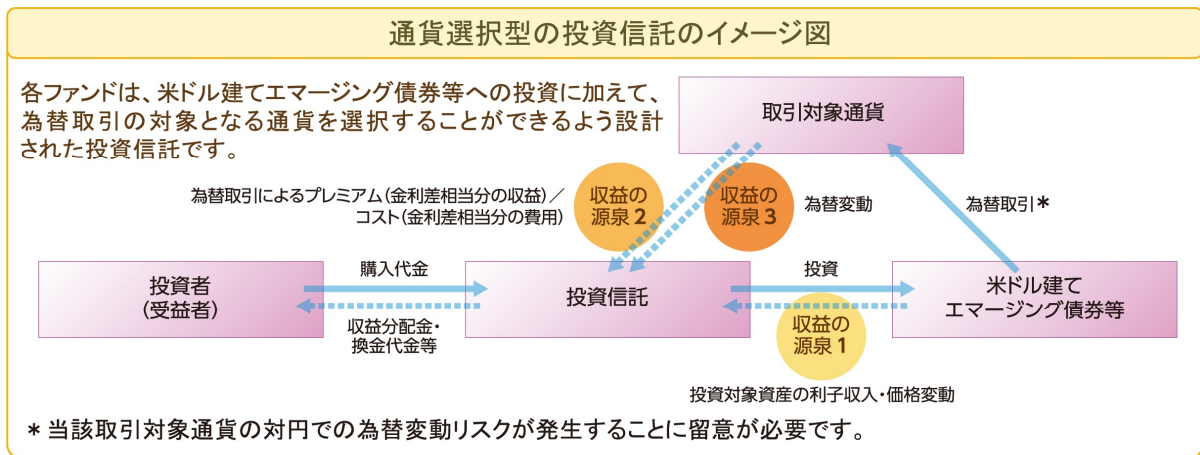 通貨選択型の投資信託のイメージ図
各ファンドは、米ドル建てエマージング債券等への投資に加えて、
為替取引の対象となる通貨を選択することができるよう設計
された投資信託です。
取引対象通貨
為替取引によるプレミアム(金利差相当分の収益)/
コスト(金利差相当分の費用)
収益の
源泉2
収益の
源泉3
為替変動
為替取引*
投資者
(受益者)
購入代金
収益分配金・
換金代金等
投資信託
投資
収益の
源泉1
投資対象資産の利子収入・価格変動
米ドル建て
エマージング債券等
*当該取引対象通貨の対円での為替変動リスクが発生することに留意が必要です。